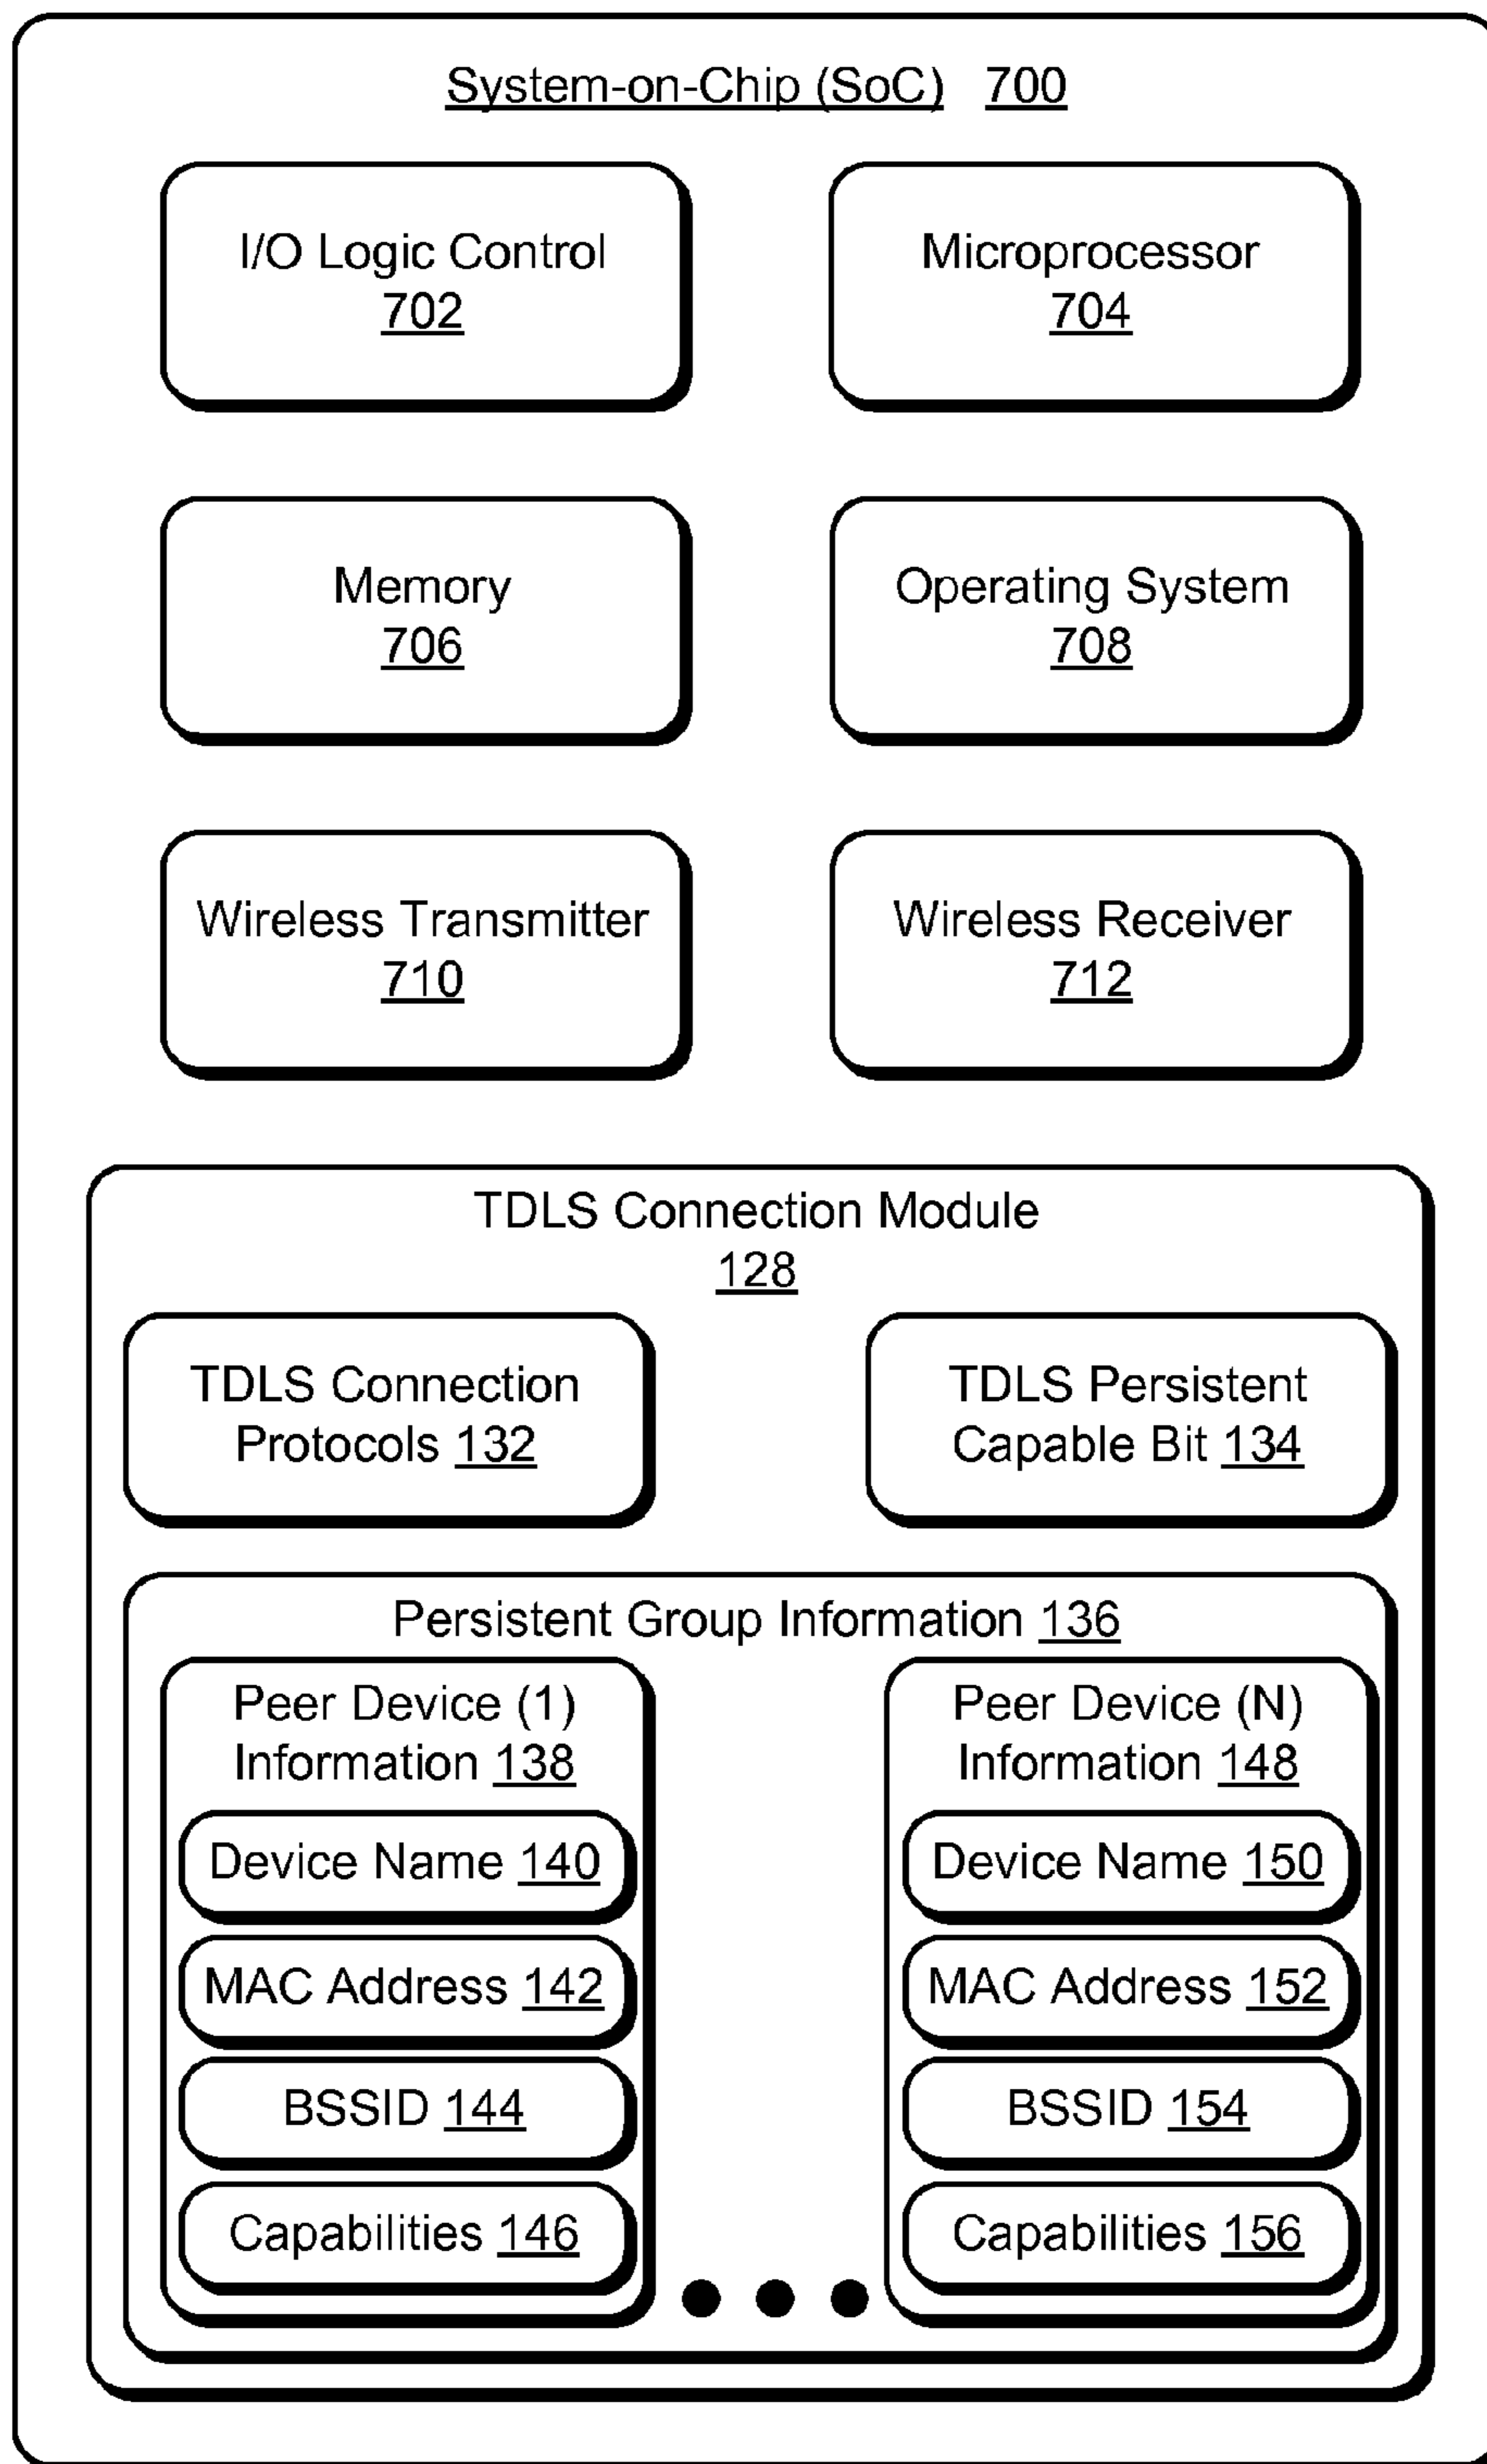 System-on-Chip (SoC) 700
I/O Logic Control
702
Microprocessor
704
Memory
706
Operating System
708
Wireless Transmitter
710
Wireless Receiver
712
TDLS Connection Module
128
TDLS Connection
Protocols 132
TDLS Persistent
Capable Bit 134
Persistent Group Information 136
Peer Device (1)
Information 138
Device Name 140
MAC Address 142
BSSID 144
Capabilities 146
Peer Device (N)
Information 148
Device Name 150
MAC Address 152
BSSID 154
Capabilities 156